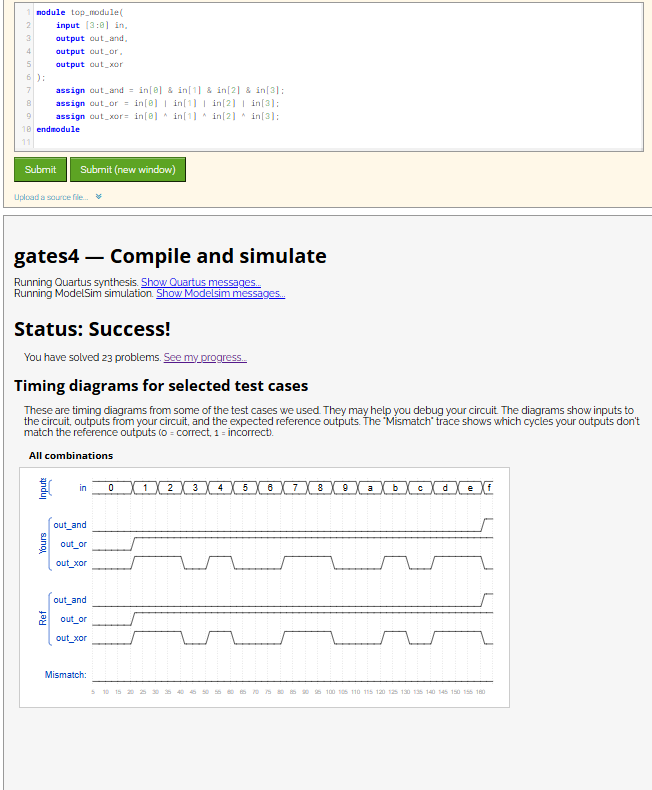 1 module top_module(
2 input [3:0] in,
3 output out_and,
4 output out_or,
5 output out_xor
6 );
7 assign out_and = in[0] & in[1] & in[2] & in[3];
8 assign out_or = in[0] | in[1] | in[2] | in[3];
9 assign out_xor= in[0] ^ in[1] ^ in[2] ^ in[3];
10 endmodule
11
Submit Submit (new window)
Upload a source file...
gates4 — Compile and simulate
Running Quartus synthesis. Show Quartus messages...
Running ModelSim simulation. Show Modelsim messages...
Status: Success!
You have solved 23 problems. See my progress...
Timing diagrams for selected test cases
These are timing diagrams from some of the test cases we used. They may help you debug your circuit. The diagrams show inputs to
the circuit, outputs from your circuit, and the expected reference outputs. The "Mismatch" trace shows which cycles your outputs don't
match the reference outputs (0 = correct, 1 = incorrect).
All combinations
Inputs in 0 1 2 3 4 5 6 7 8 9 a b c d e f
Yours
out_and
out_or
out_xor
Ref
out_and
out_or
out_xor
Mismatch:
5 10 15 20 25 30 35 40 45 50 55 60 65 70 75 80 85 90 95 100 105 110 115 120 125 130 135 140 145 150 155 160